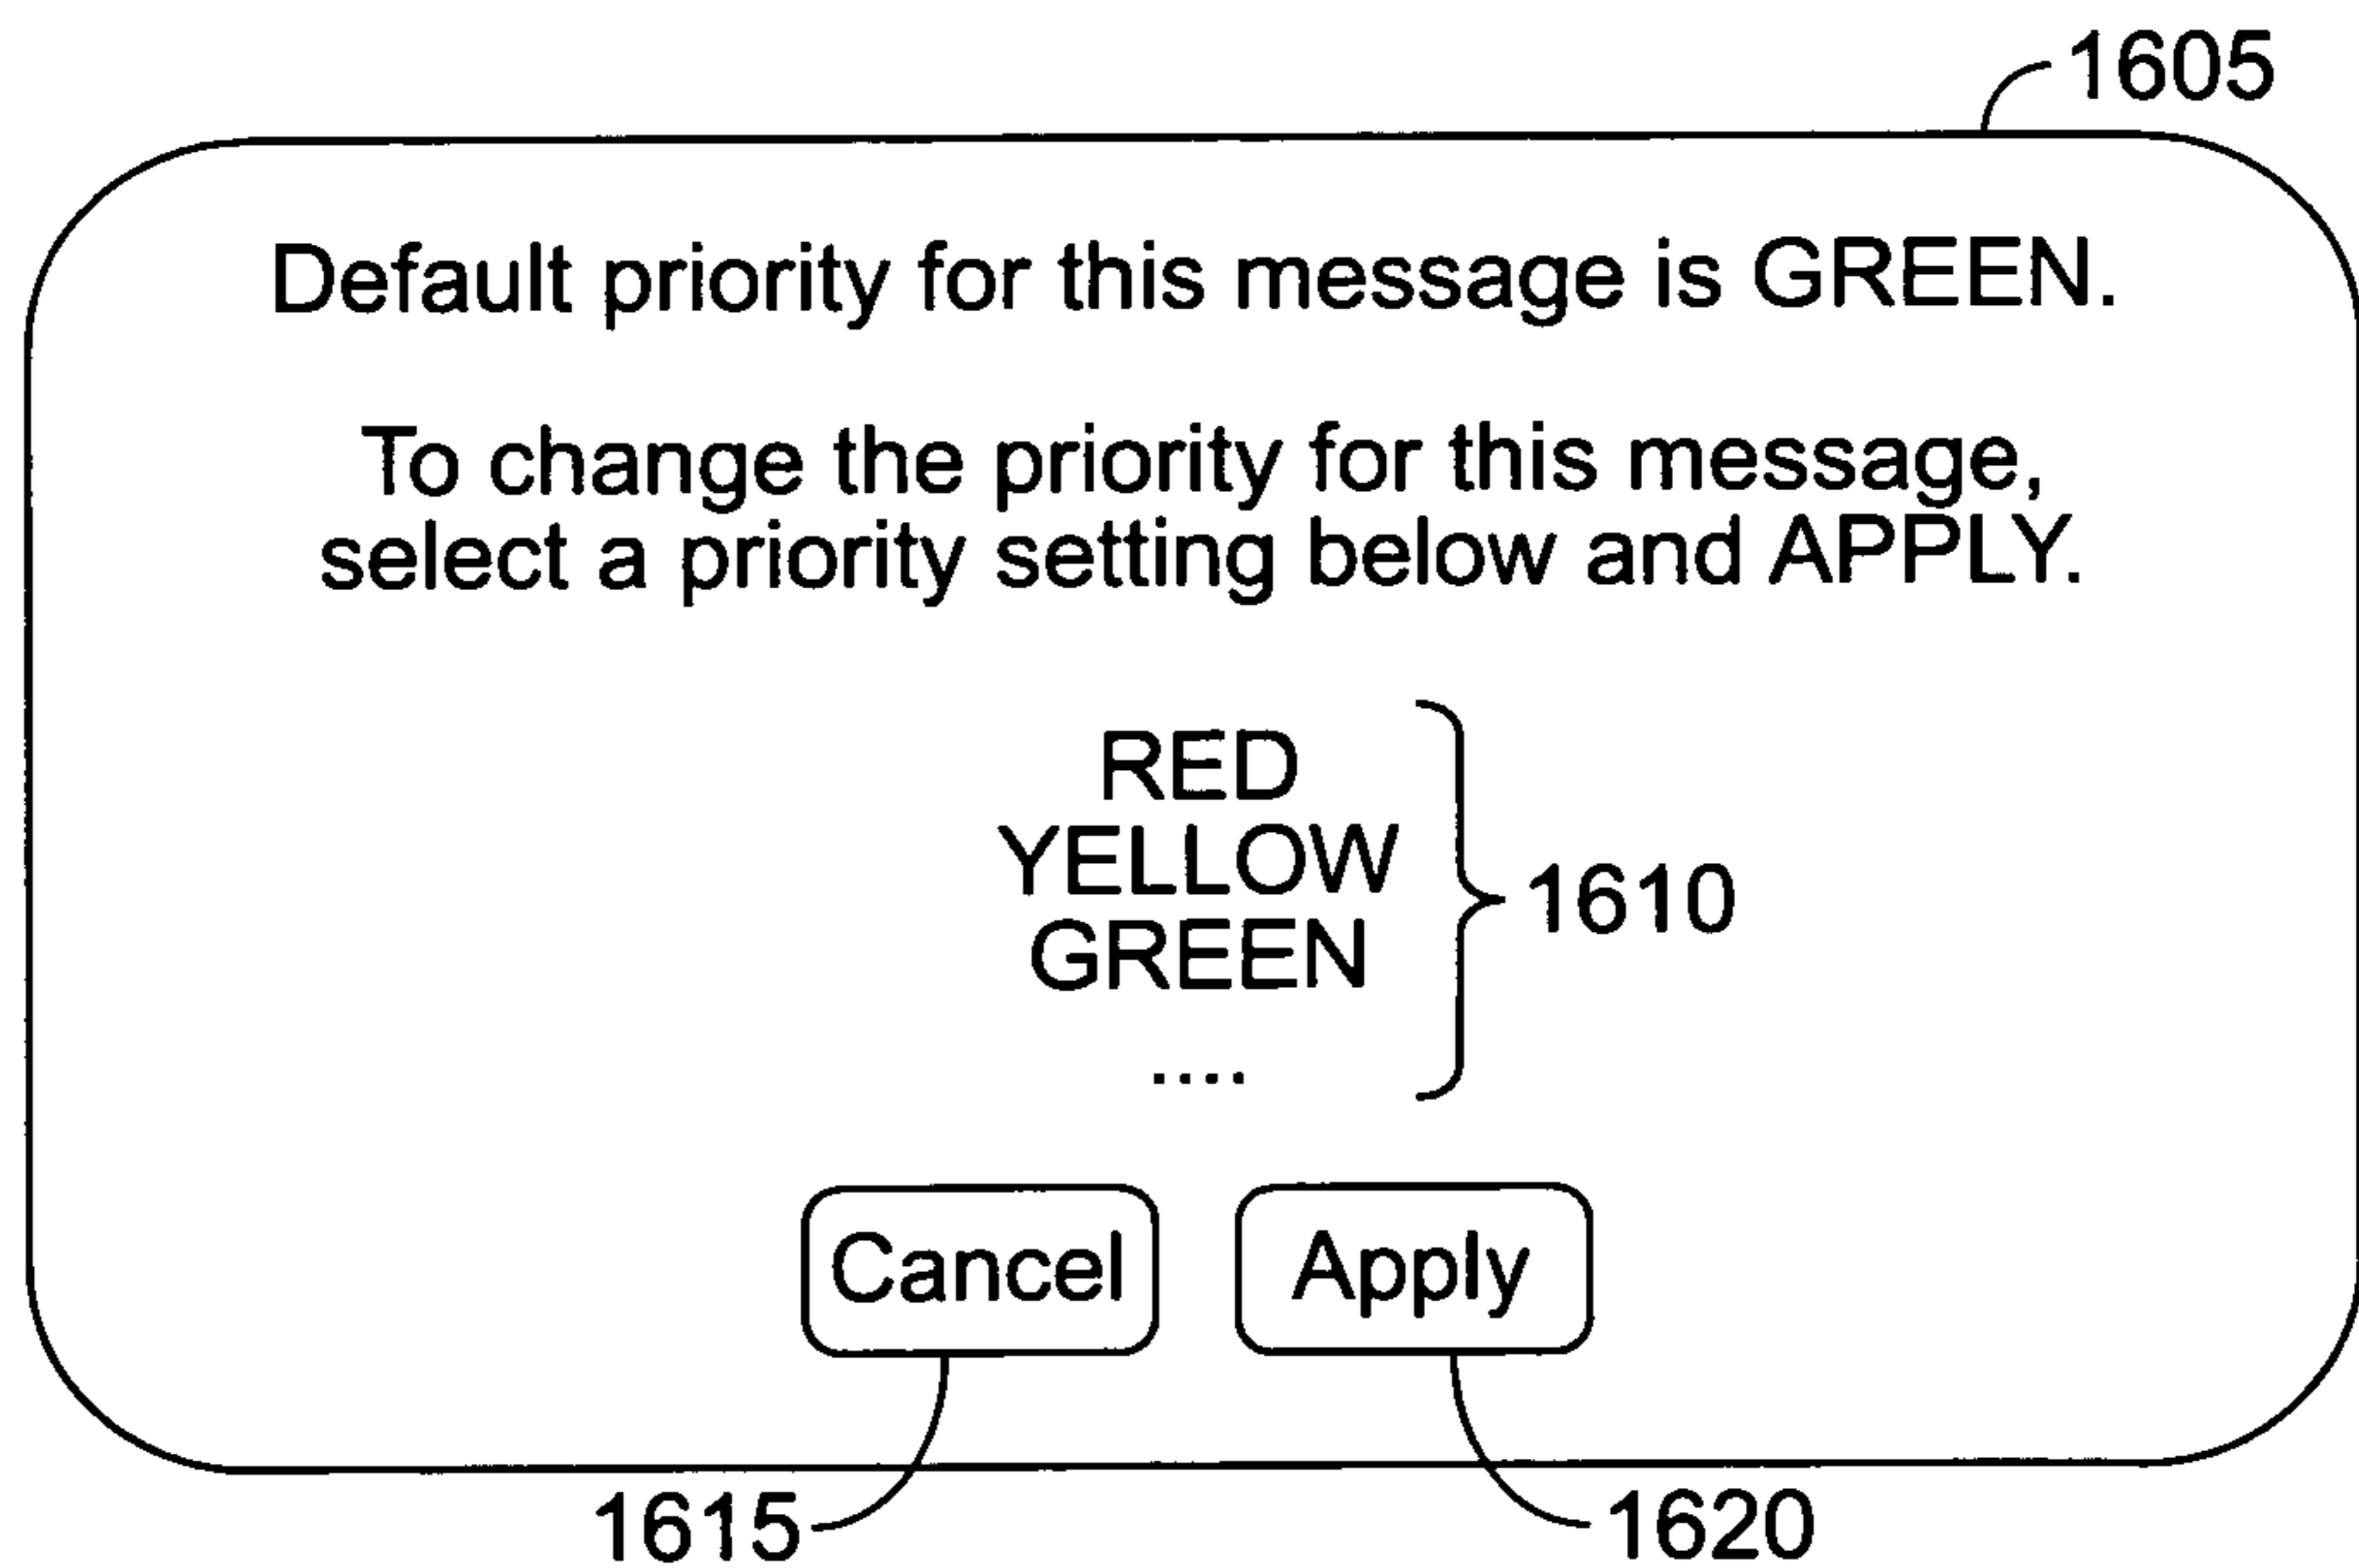 1605
Default priority for this message is GREEN.
To change the priority for this message,
select a priority setting below and APPLY.
RED
YELLOW
GREEN
....
1610
Cancel
Apply
1615
1620